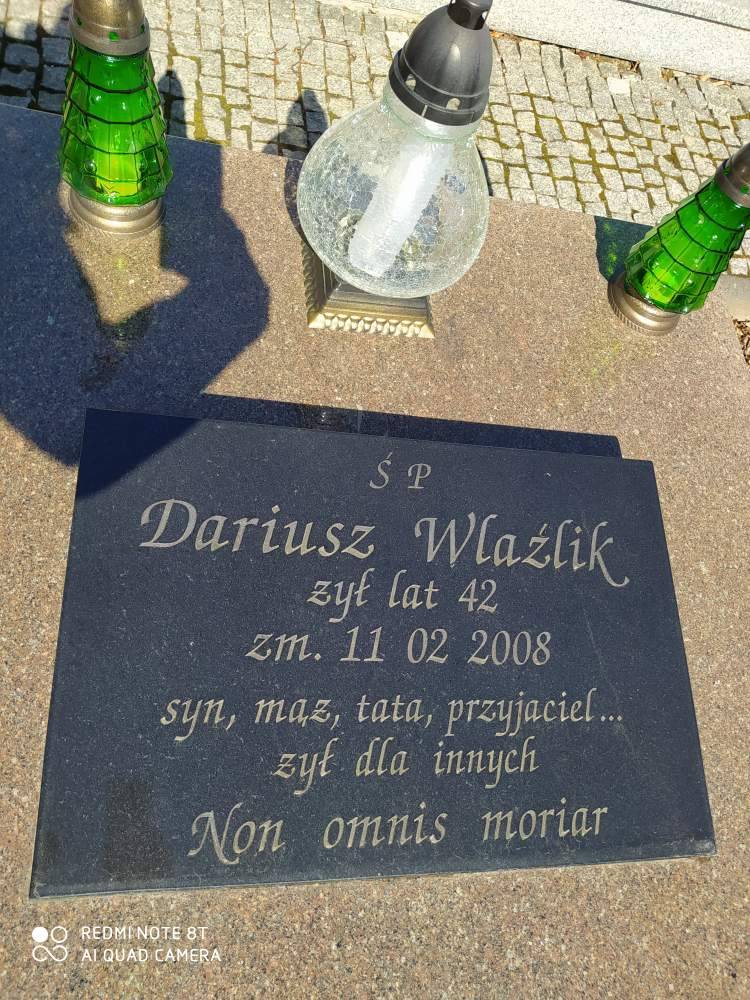 Ś P
Dariusz Wlaźlik
żył lat 42
zm. 11 02 2008
syn, mąż, tata, przyjaciel...
żył dla innych
Non omnis moriar
REDMI NOTE 8T
AI QUAD CAMERA